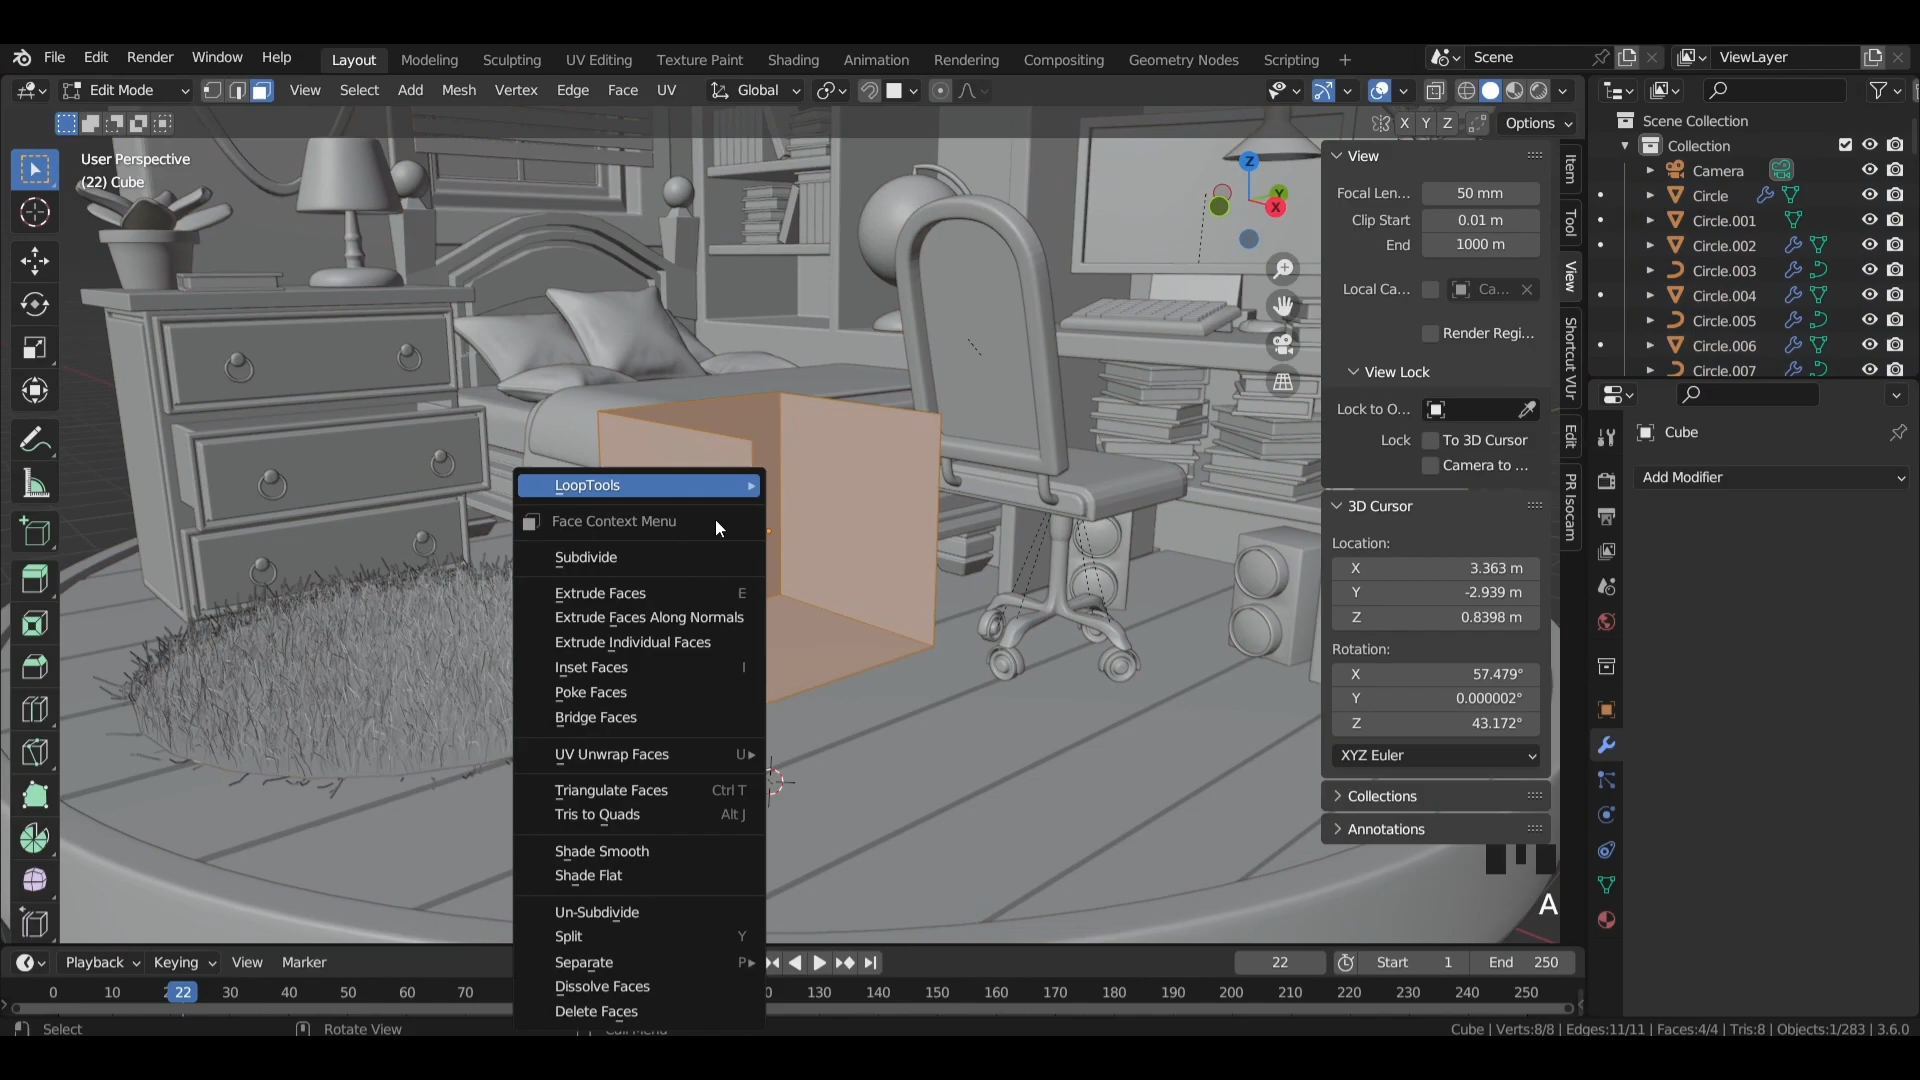 File Edit Render Window Help Layout Modeling Sculpting UV Editing Texture Paint Shading Animation Rendering Compositing Geometry Nodes Scripting + Scene ViewLayer
Edit Mode View Select Add Mesh Vertex Edge Face UV Global
X Y Z Options
User Perspective
(22) Cube
Z
Y
X
View
Focal Len... 50 mm
Clip Start 0.01 m
End 1000 m
Local Ca... Ca...
Render Regi...
View Lock
Lock to O...
Lock To 3D Cursor
Camera to ...
3D Cursor
Location:
X 3.363 m
Y -2.939 m
Z 0.8398 m
Rotation:
X 57.479°
Y 0.000002°
Z 43.172°
XYZ Euler
Collections
Annotations
Item
Tool
View
Shortcut VUr
Edit
PR Isocam
Scene Collection
Collection
Camera
Circle
Circle.001
Circle.002
Circle.003
Circle.004
Circle.005
Circle.006
Circle.007
Cube
Add Modifier
LoopTools
Face Context Menu
Subdivide
Extrude Faces E
Extrude Faces Along Normals
Extrude Individual Faces
Inset Faces I
Poke Faces
Bridge Faces
UV Unwrap Faces U
Triangulate Faces Ctrl T
Tris to Quads Alt J
Shade Smooth
Shade Flat
Un-Subdivide
Split Y
Separate P
Dissolve Faces
Delete Faces
A
Playback Keying View Marker 22 Start 1 End 250
0 10 22 30 40 50 60 70 130 140 150 160 170 180 190 200 210 220 230 240 250
Select Rotate View Call Menu Cube | Verts:8/8 | Edges:11/11 | Faces:4/4 | Tris:8 | Objects:1/283 | 3.6.0